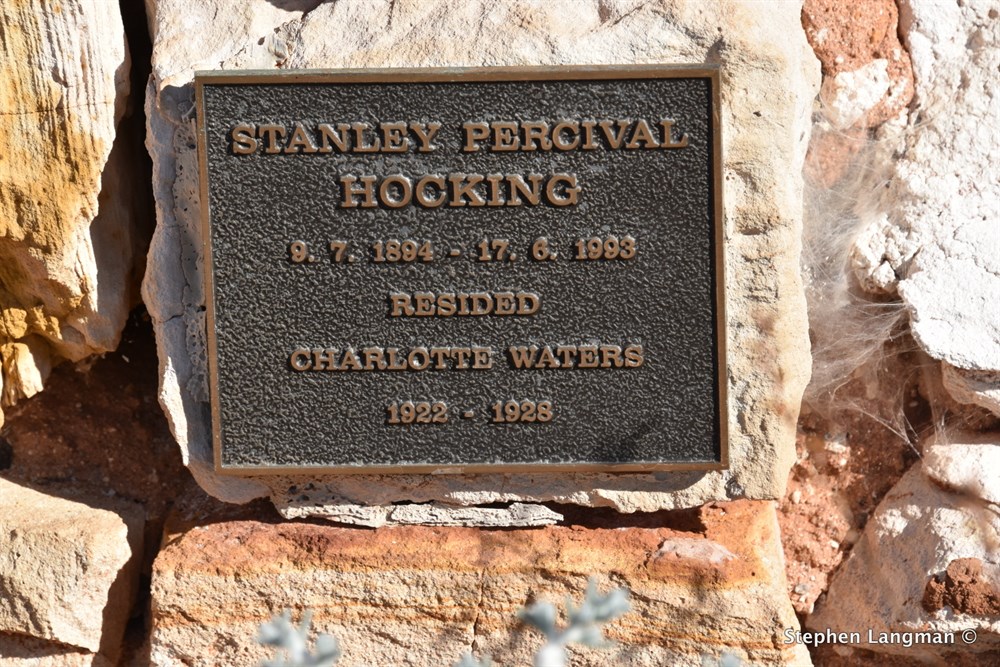 STANLEY PERCIVAL
HOCKING
9. 7. 1894 - 17. 6. 1993
RESIDED
CHARLOTTE WATERS
1922 - 1928
Stephen Langman ©